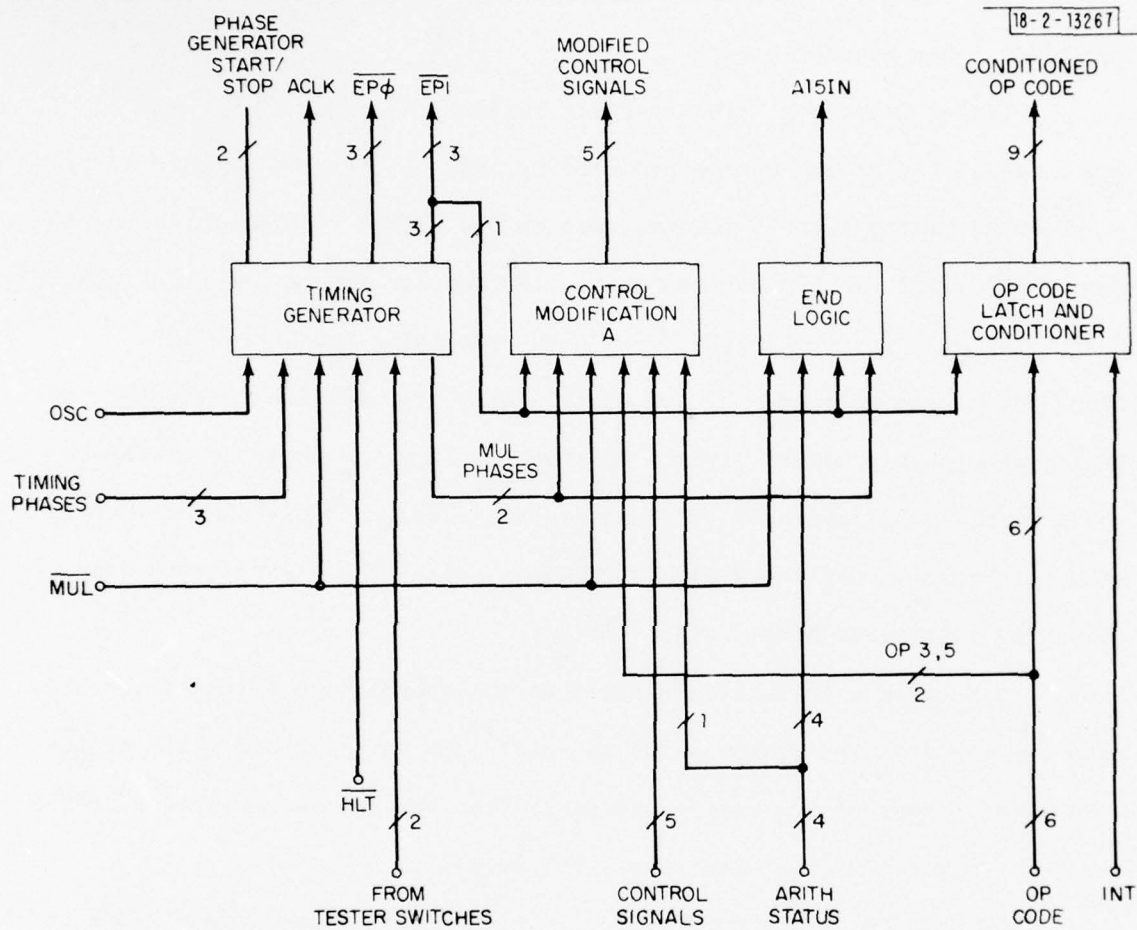 18-2-13267
PHASE
GENERATOR
START/
STOP
ACLK
EPϕ
EP1
MODIFIED
CONTROL
SIGNALS
A15IN
CONDITIONED
OP CODE
2
3
3
5
9
3
1
TIMING
GENERATOR
CONTROL
MODIFICATION
A
END
LOGIC
OP CODE
LATCH AND
CONDITIONER
OSC
TIMING
PHASES
3
MUL
PHASES
2
6
MUL
OP 3,5
2
1
4
HLT
2
5
4
6
FROM
TESTER SWITCHES
CONTROL
SIGNALS
ARITH
STATUS
OP
CODE
INT